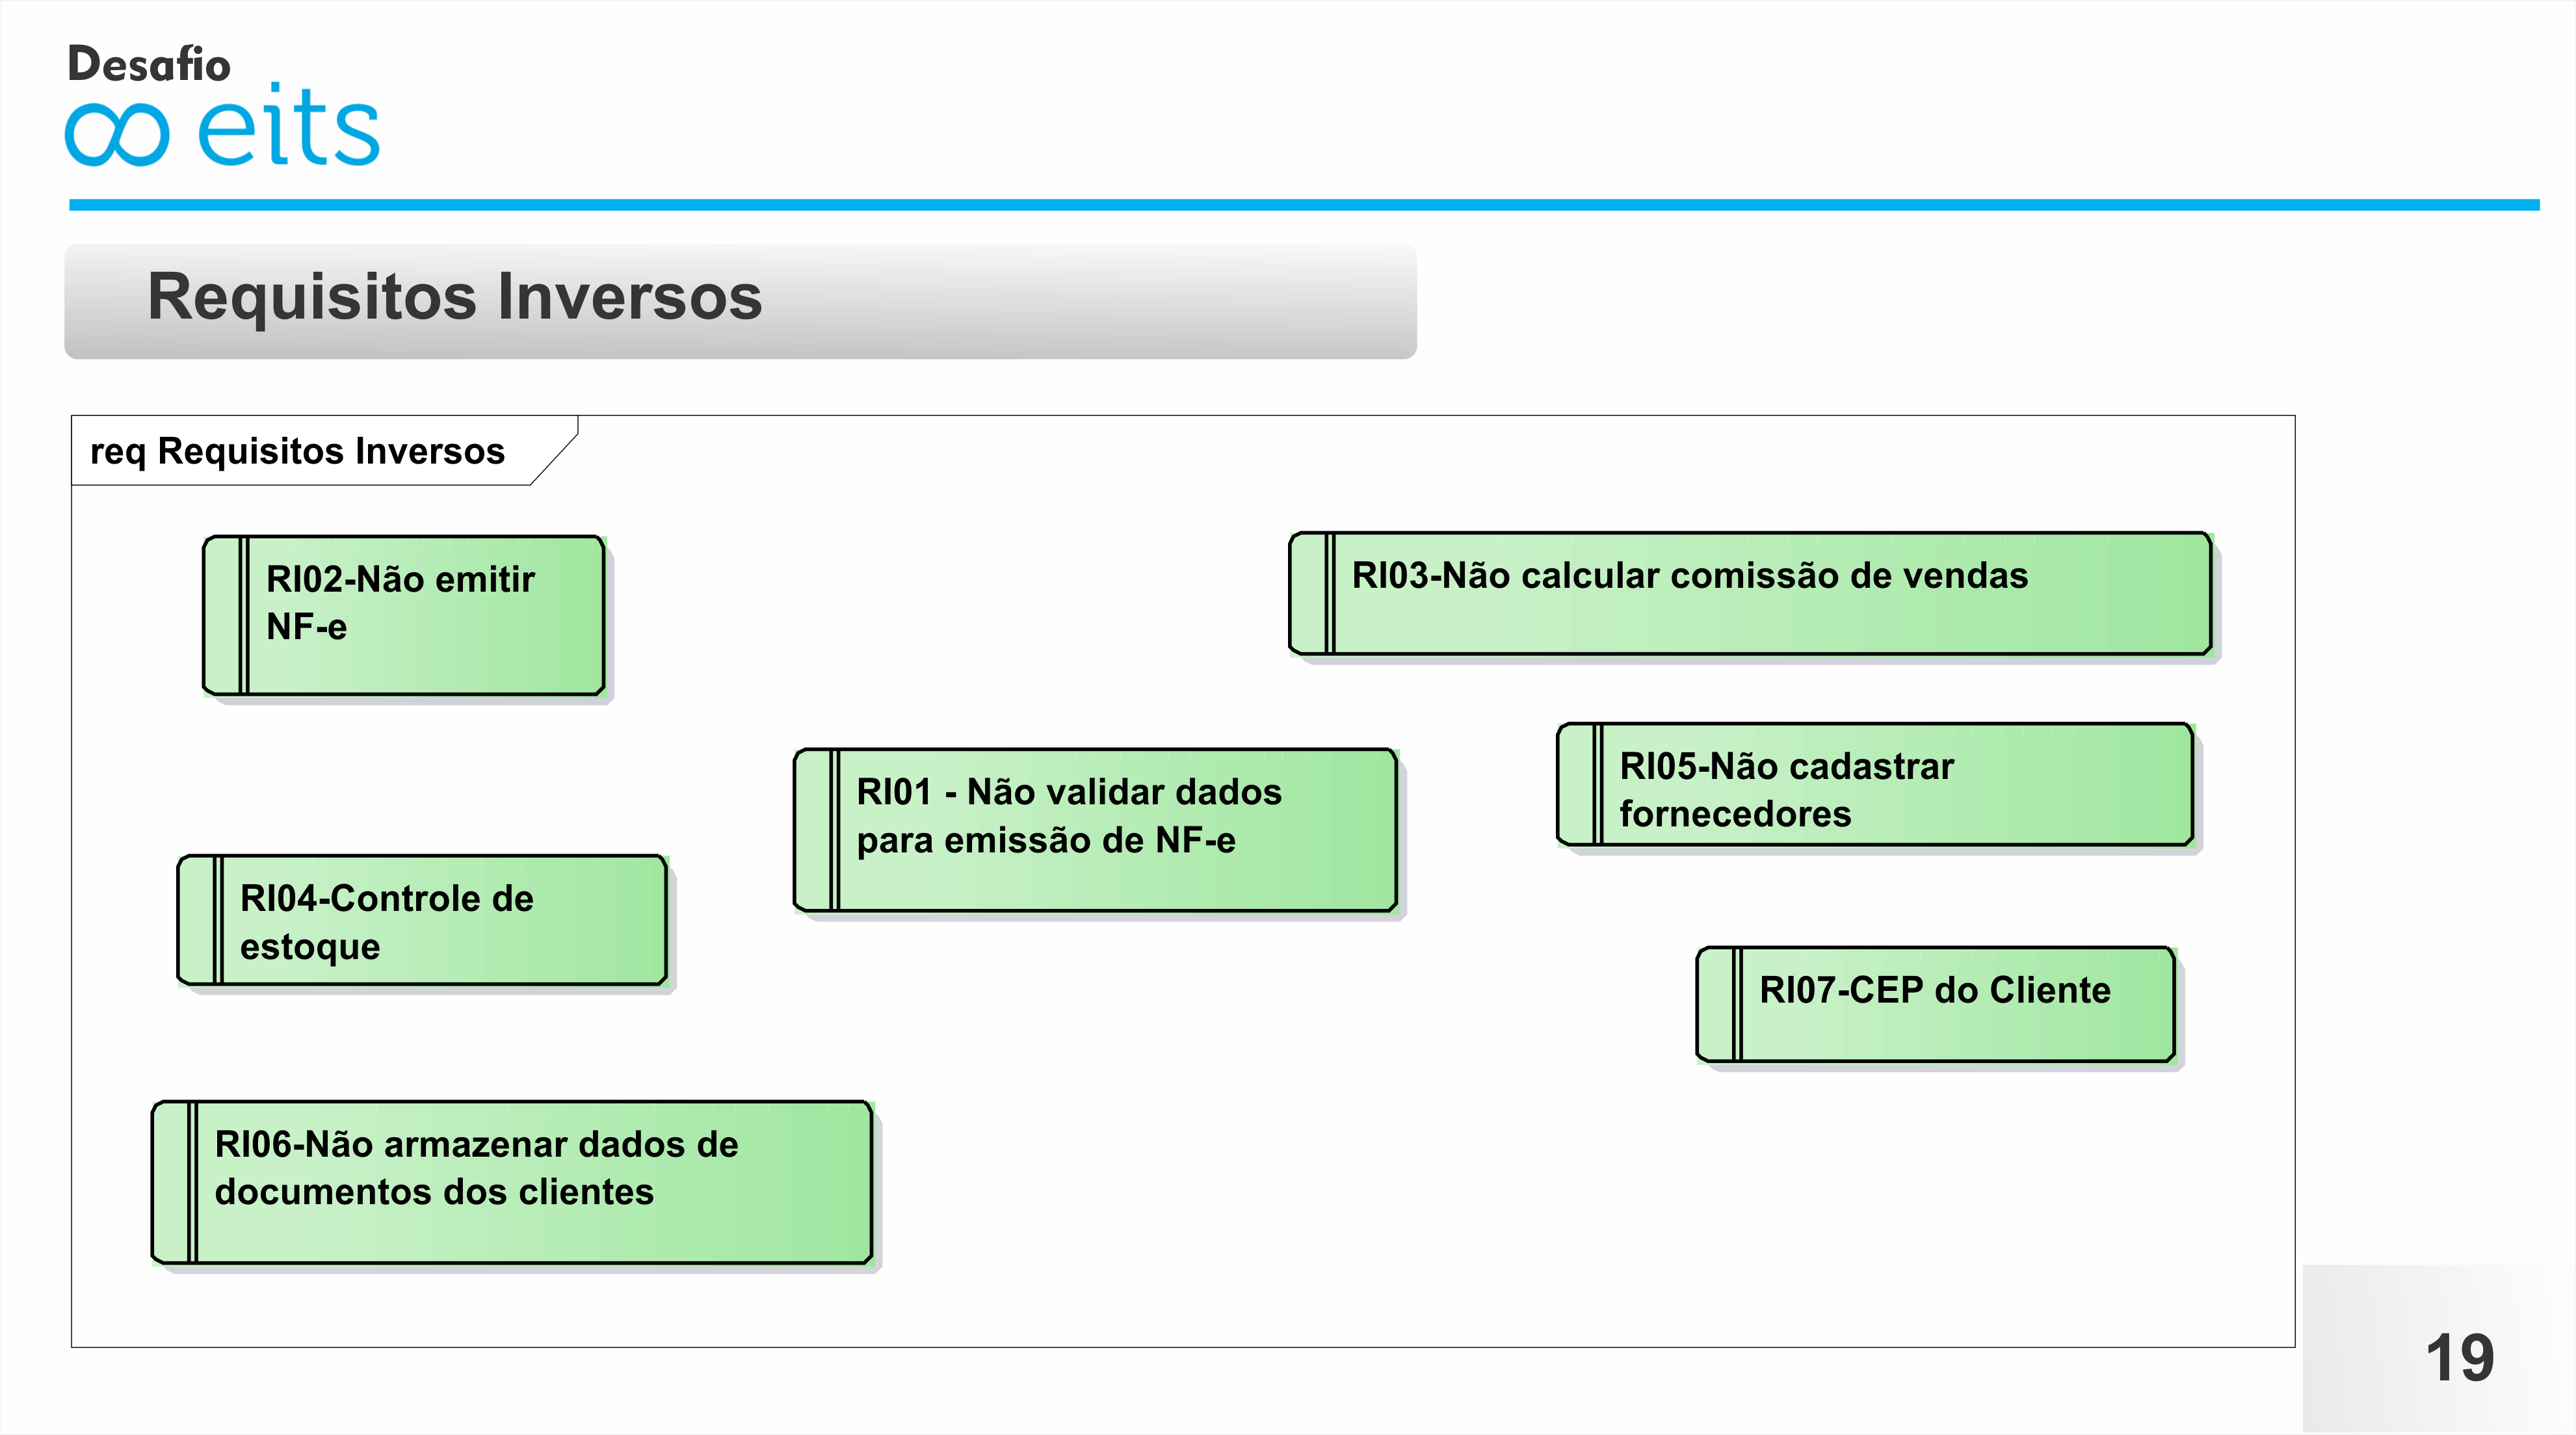 Desafio
eits
Requisitos Inversos
req Requisitos Inversos
RI02-Não emitir
NF-e
RI03-Não calcular comissão de vendas
RI01 - Não validar dados
para emissão de NF-e
RI05-Não cadastrar
fornecedores
RI04-Controle de
estoque
RI07-CEP do Cliente
RI06-Não armazenar dados de
documentos dos clientes
19